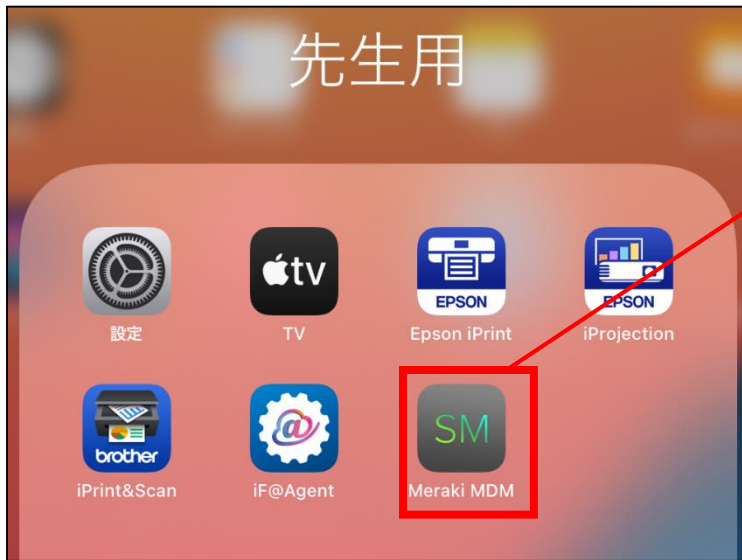 先生用
tv
EPSON
EPSON
設定
TV
Epson iPrint
iProjection
brother
@
SM
iPrint&Scan
iF@Agent
Meraki MDM